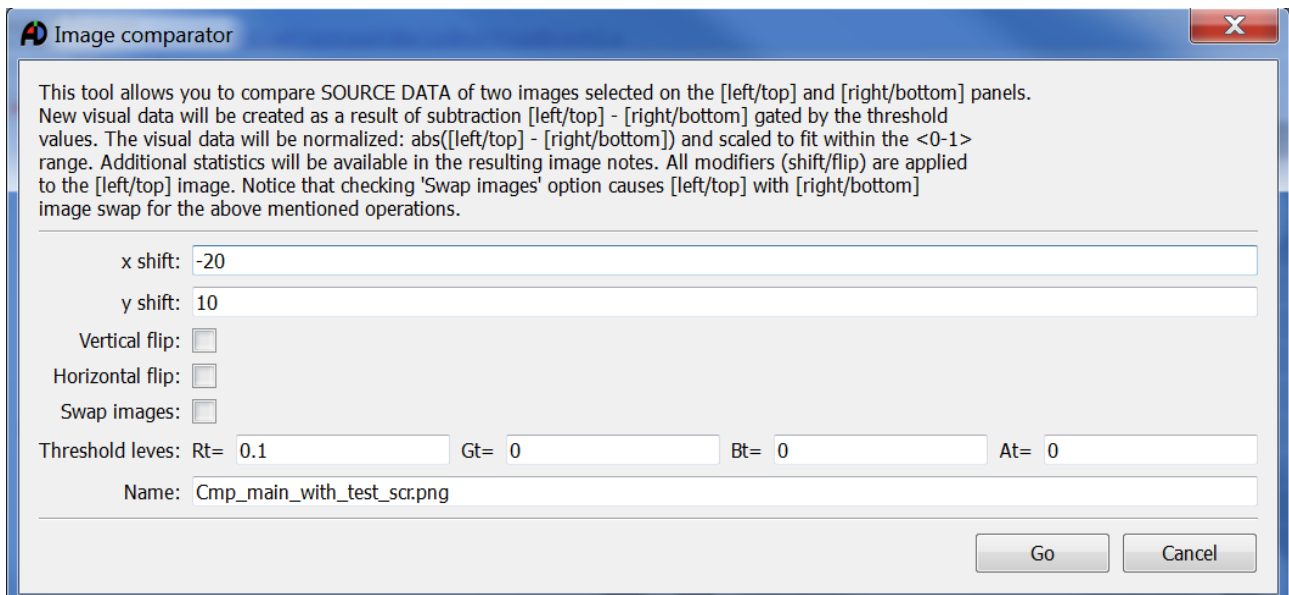 Image comparator
This tool allows you to compare SOURCE DATA of two images selected on the [left/top] and [right/bottom] panels.
New visual data will be created as a result of subtraction [left/top] - [right/bottom] gated by the threshold
values. The visual data will be normalized: abs([left/top] - [right/bottom]) and scaled to fit within the <0-1>
range. Additional statistics will be available in the resulting image notes. All modifiers (shift/flip) are applied
to the [left/top] image. Notice that checking 'Swap images' option causes [left/top] with [right/bottom]
image swap for the above mentioned operations.
x shift: -20
y shift: 10
Vertical flip:
Horizontal flip:
Swap images:
Threshold leves: Rt= 0.1 Gt= 0 Bt= 0 At= 0
Name: Cmp_main_with_test_scr.png
Go Cancel